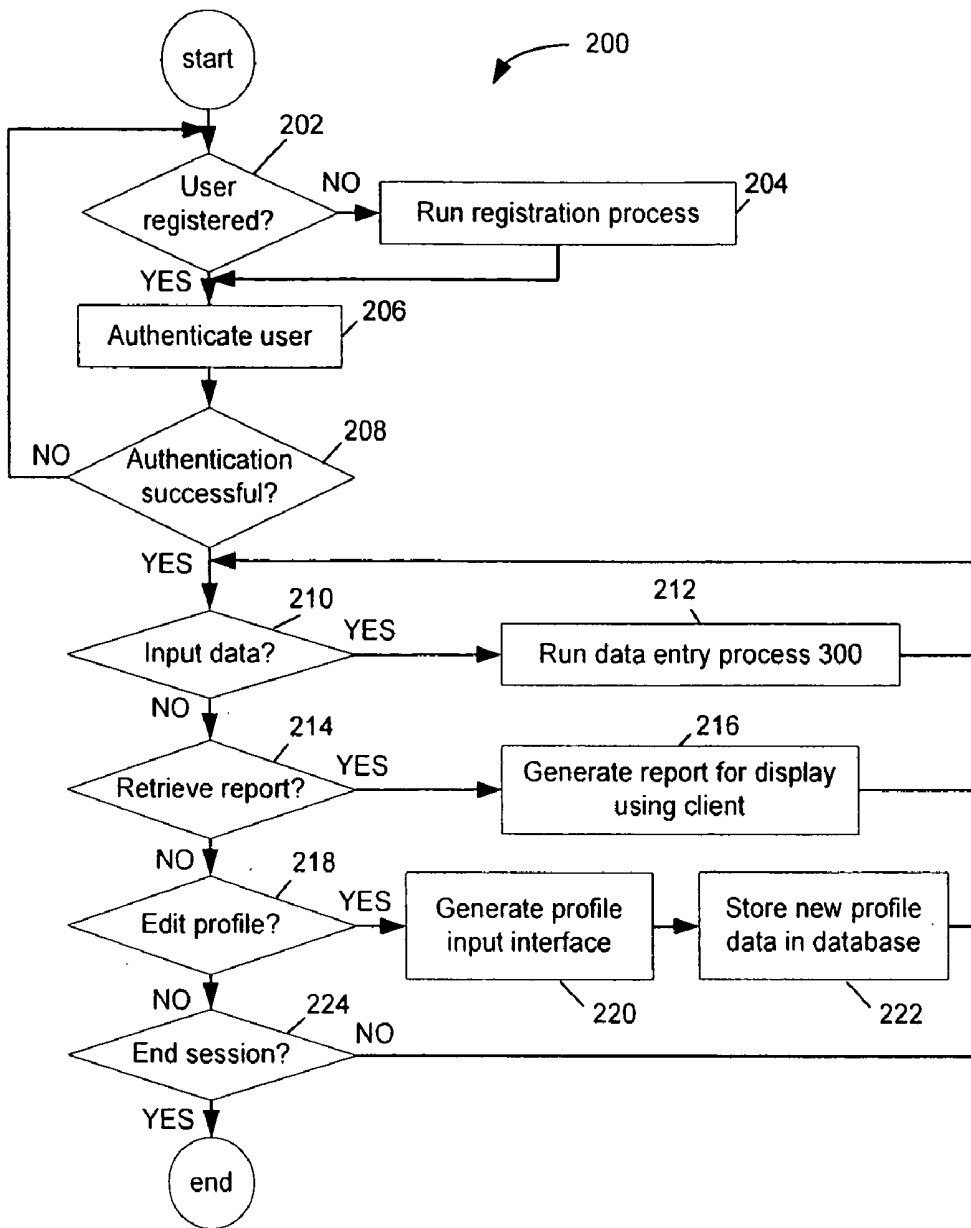 start
200
202
User
registered?
NO
204
Run registration process
YES
206
Authenticate user
208
NO
Authentication
successful?
YES
210
212
Input data?
YES
Run data entry process 300
NO
214
216
Retrieve report?
YES
Generate report for display
using client
NO
218
Edit profile?
YES
Generate profile
input interface
Store new profile
data in database
NO
224
220
222
End session?
NO
YES
end